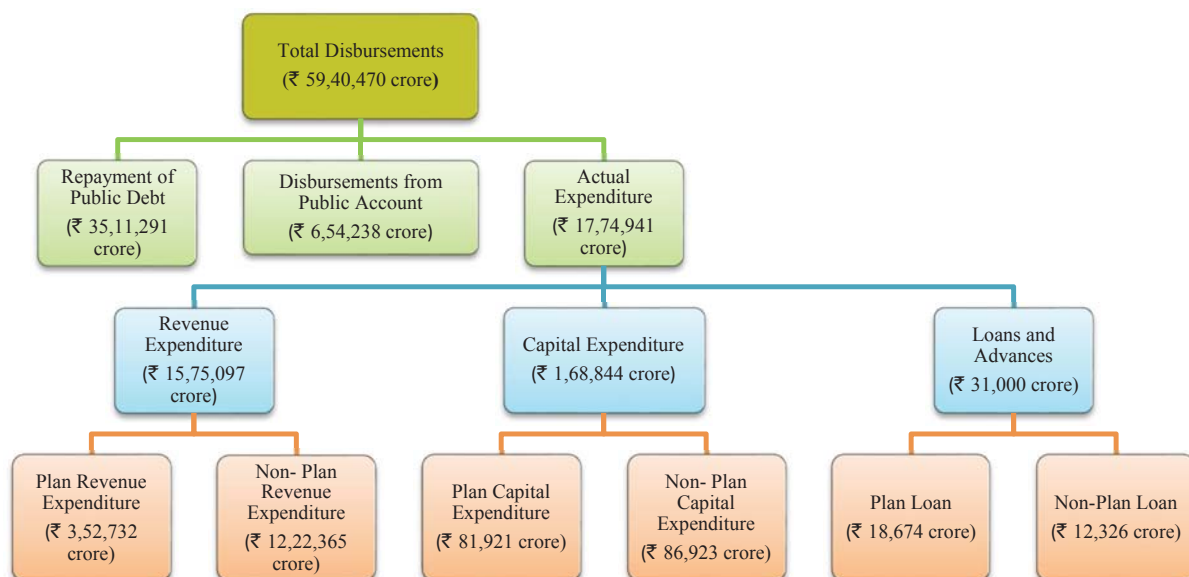 Total Disbursements
(₹ 59,40,470 crore)
Repayment of
Public Debt
(₹ 35,11,291
crore)
Disbursements from
Public Account
(₹ 6,54,238 crore)
Actual
Expenditure
(₹ 17,74,941
crore)
Revenue
Expenditure
(₹ 15,75,097
crore)
Capital Expenditure
(₹ 1,68,844 crore)
Loans and
Advances
(₹ 31,000 crore)
Plan Revenue
Expenditure
(₹ 3,52,732
crore)
Non- Plan
Revenue
Expenditure
(₹ 12,22,365
crore)
Plan Capital
Expenditure
(₹ 81,921 crore)
Non- Plan
Capital
Expenditure
(₹ 86,923 crore)
Plan Loan
(₹ 18,674 crore)
Non-Plan Loan
(₹ 12,326 crore)